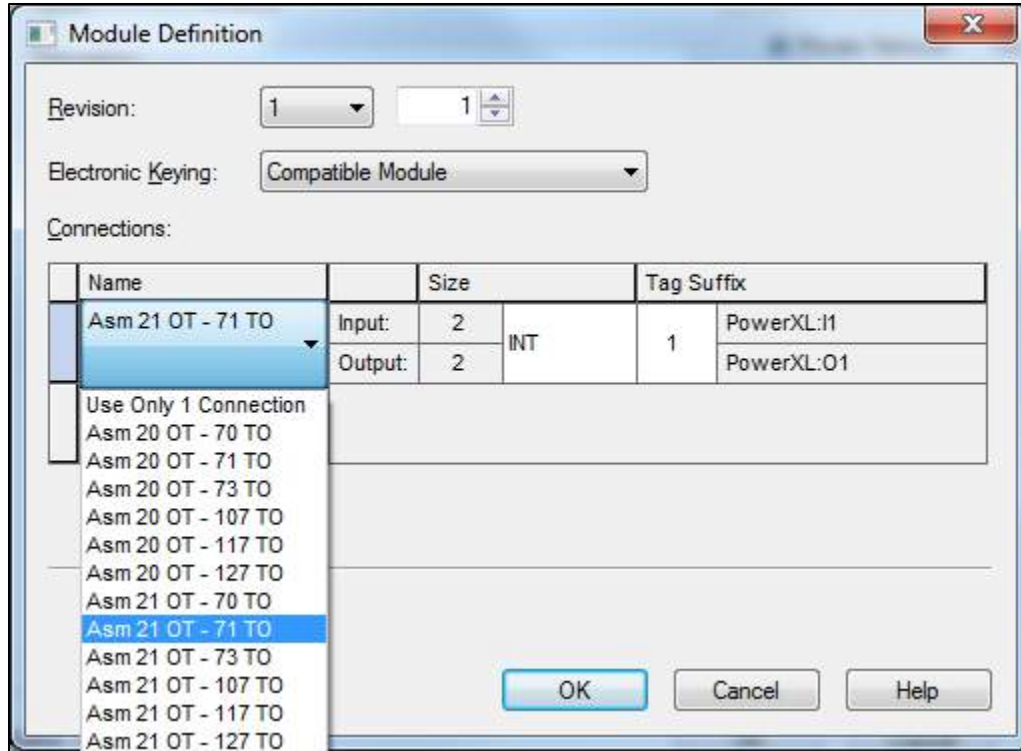 Module Definition
Revision: 1 1
Electronic Keying: Compatible Module
Connections:
Name Size Tag Suffix
Asm 21 OT - 71 TO Input: 2 INT 1 PowerXL:I1
Output: 2 PowerXL:O1
Use Only 1 Connection
Asm 20 OT - 70 TO
Asm 20 OT - 71 TO
Asm 20 OT - 73 TO
Asm 20 OT - 107 TO
Asm 20 OT - 117 TO
Asm 20 OT - 127 TO
Asm 21 OT - 70 TO
Asm 21 OT - 71 TO
Asm 21 OT - 73 TO
Asm 21 OT - 107 TO
Asm 21 OT - 117 TO
Asm 21 OT - 127 TO
OK Cancel Help